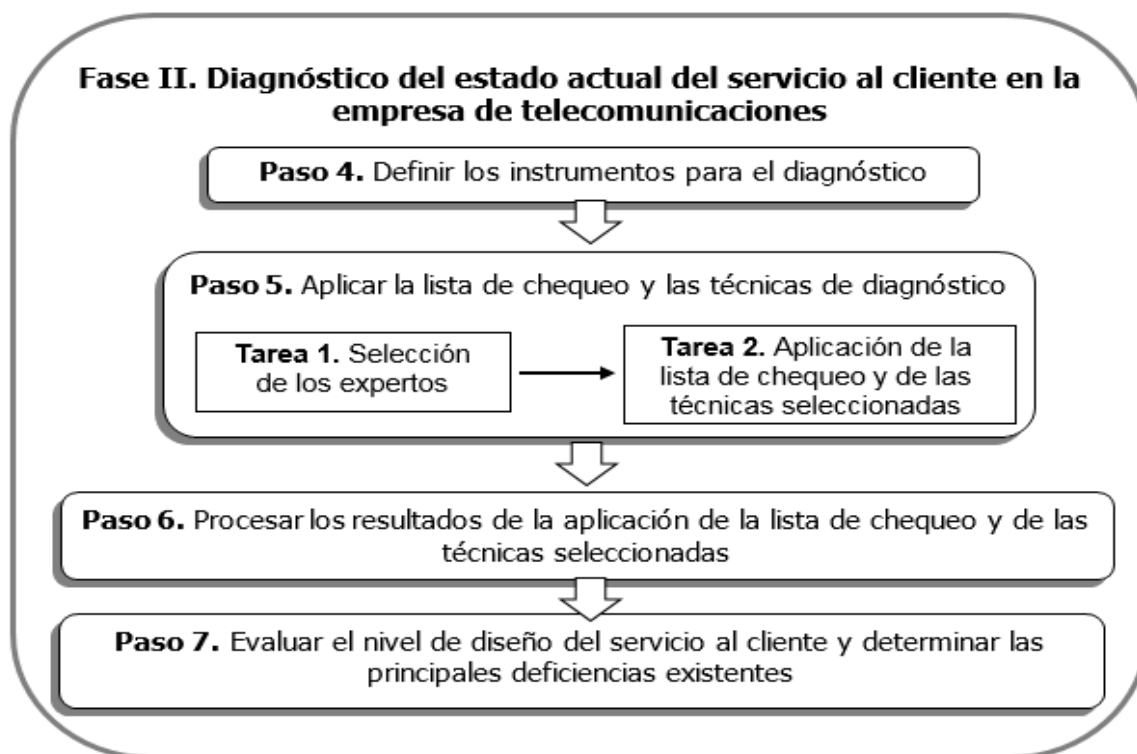 Fase II. Diagnóstico del estado actual del servicio al cliente en la
empresa de telecomunicaciones
Paso 4. Definir los instrumentos para el diagnóstico
Paso 5. Aplicar la lista de chequeo y las técnicas de diagnóstico
Tarea 1. Selección
de los expertos
Tarea 2. Aplicación de la
lista de chequeo y de las
técnicas seleccionadas
Paso 6. Procesar los resultados de la aplicación de la lista de chequeo y de las
técnicas seleccionadas
Paso 7. Evaluar el nivel de diseño del servicio al cliente y determinar las
principales deficiencias existentes